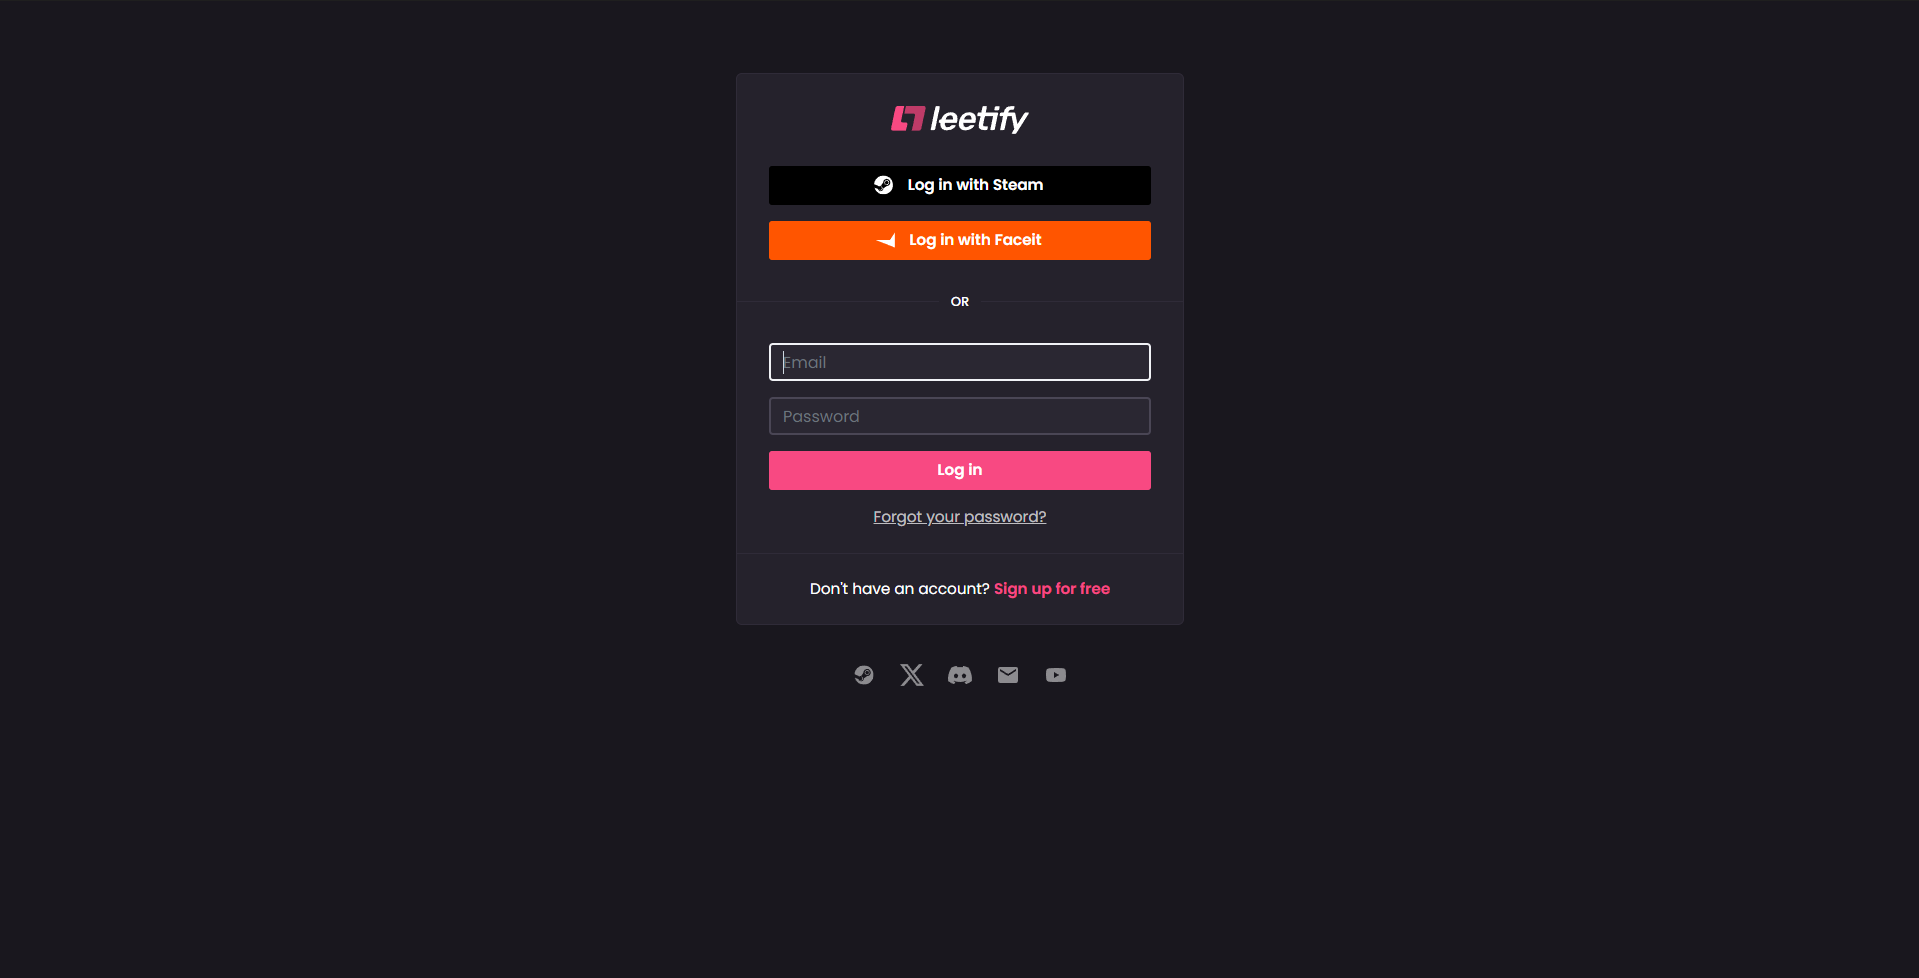 leetify
Log in with Steam
Log in with Faceit
OR
Email
Password
Log in
Forgot your password?
Don't have an account? Sign up for free